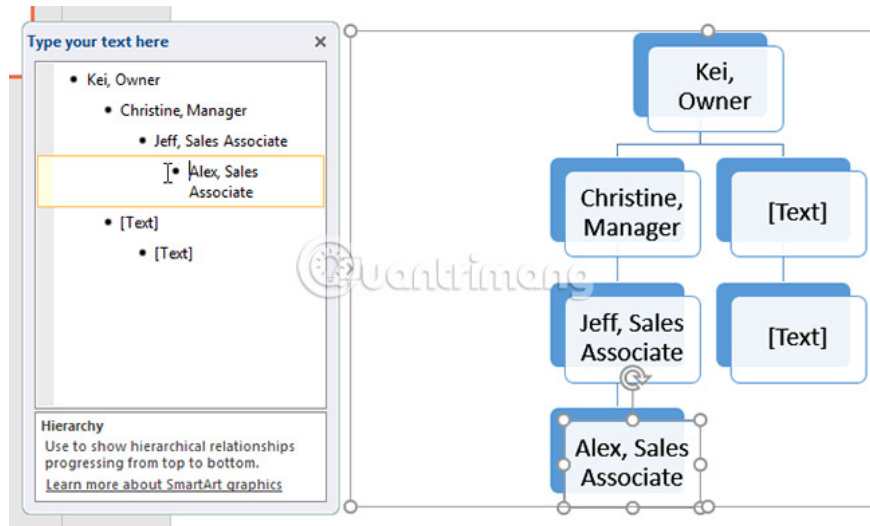 Type your text here
Kei, Owner
Christine, Manager
Jeff, Sales Associate
Alex, Sales
Associate
[Text]
[Text]
Hierarchy
Use to show hierarchical relationships
progressing from top to bottom.
Learn more about SmartArt graphics
Kei,
Owner
Christine,
Manager
[Text]
Jeff, Sales
Associate
[Text]
Alex, Sales
Associate
Quantrimang